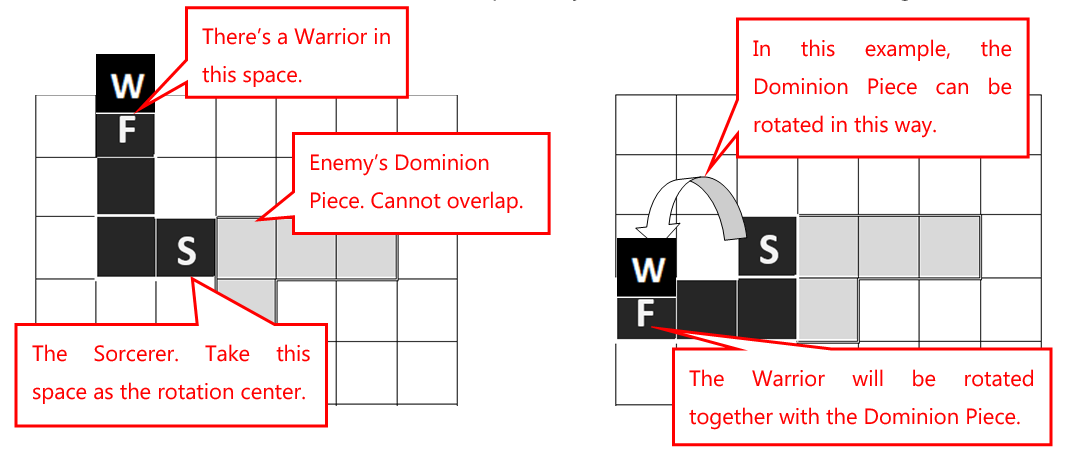 There's a Warrior in
this space.
W
F
Enemy's Dominion
Piece. Cannot overlap.
S
The Sorcerer. Take this
space as the rotation center.
In this example, the
Dominion Piece can be
rotated in this way.
S
W
F
The Warrior will be rotated
together with the Dominion Piece.